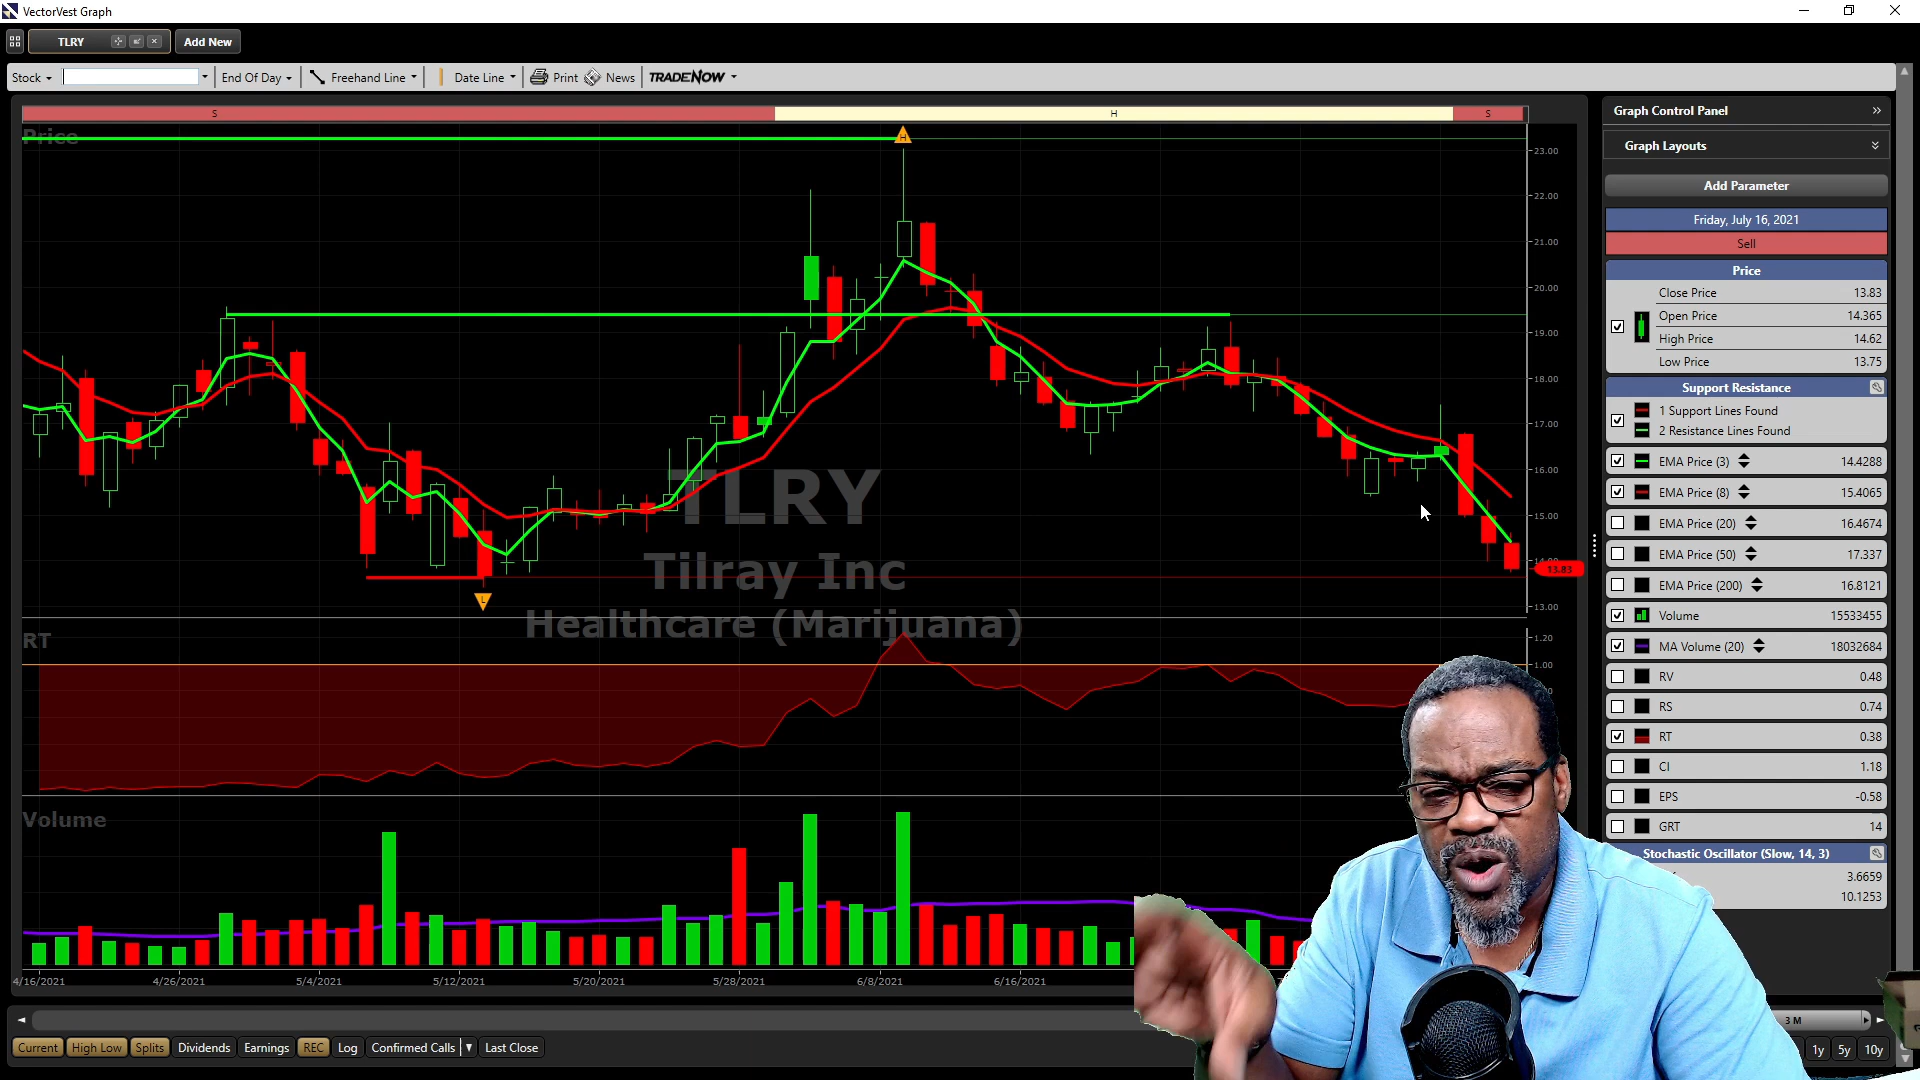 VectorVest Graph
TLRY
Add New
Stock
End Of Day
Freehand Line
Date Line
Print
News
TRADENOW
S
H
S
Price
H
23.00
22.00
21.00
20.00
19.00
18.00
17.00
16.00
15.00
13.83
13.00
TLRY
Tilray Inc
Healthcare (Marijuana)
L
RT
1.20
1.00
Volume
4/16/2021
4/26/2021
5/4/2021
5/12/2021
5/20/2021
5/28/2021
6/8/2021
6/16/2021
3 M
Current
High Low
Splits
Dividends
Earnings
REC
Log
Confirmed Calls
Last Close
1y
5y
10y
Graph Control Panel
Graph Layouts
Add Parameter
Friday, July 16, 2021
Sell
Price
Close Price 13.83
Open Price 14.365
High Price 14.62
Low Price 13.75
Support Resistance
1 Support Lines Found
2 Resistance Lines Found
EMA Price (3) 14.4288
EMA Price (8) 15.4065
EMA Price (20) 16.4674
EMA Price (50) 17.337
EMA Price (200) 16.8121
Volume 15533455
MA Volume (20) 18032684
RV 0.48
RS 0.74
RT 0.38
CI 1.18
EPS -0.58
GRT 14
Stochastic Oscillator (Slow, 14, 3)
3.6659
10.1253